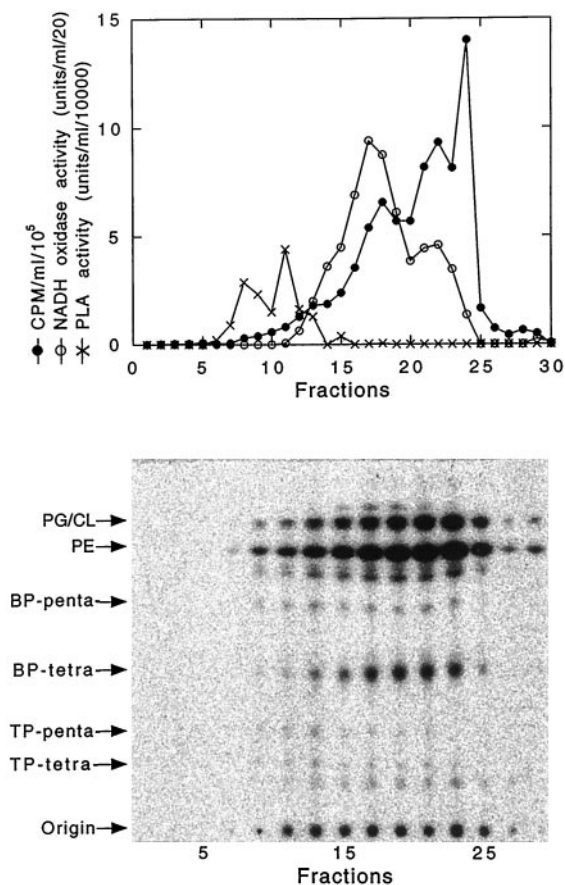 CPM/ml/10⁵
NADH oxidase activity (units/ml/20)
PLA activity (units/ml/10000)
15
10
5
0
0 5 10 15 20 25 30
Fractions
PG/CL
PE
BP-penta
BP-tetra
TP-penta
TP-tetra
Origin
5 15 25
Fractions